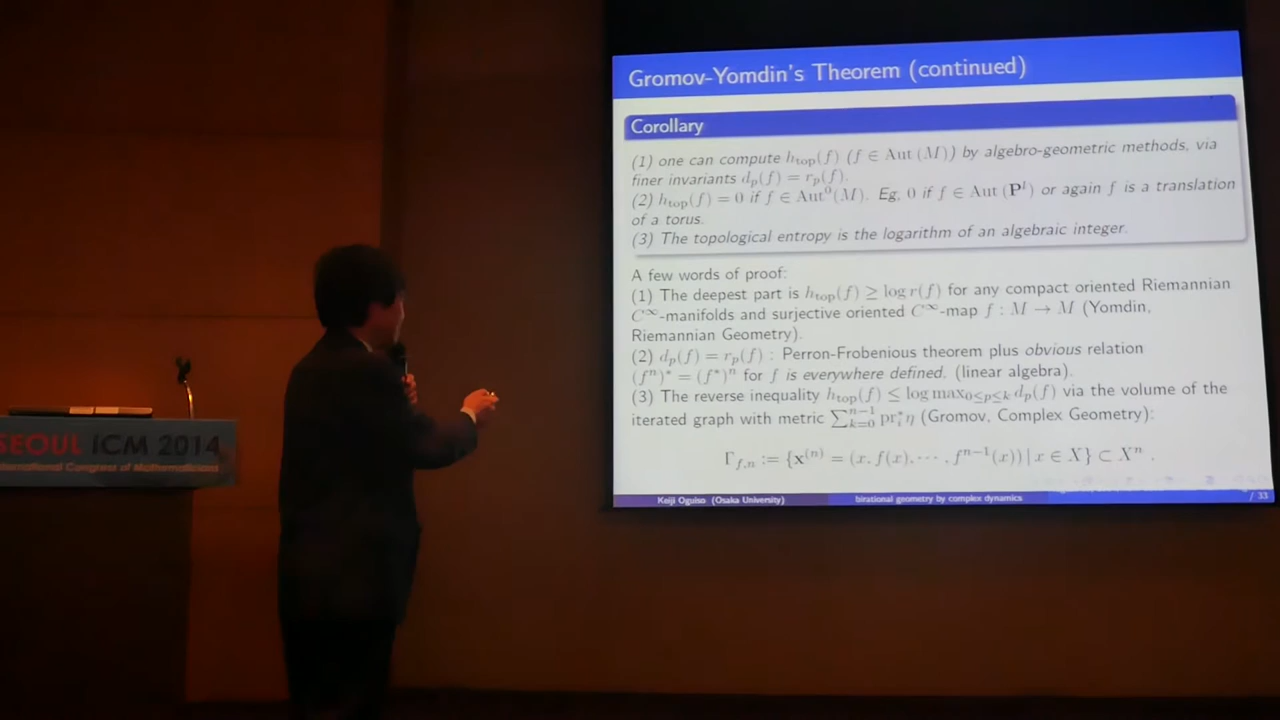 Gromov-Yomdin's Theorem (continued)
Corollary
(1) one can compute h_top(f) (f ∈ Aut (M)) by algebro-geometric methods, via
finer invariants d_p(f) = r_p(f).
(2) h_top(f) = 0 if f ∈ Aut^0(M). Eg, 0 if f ∈ Aut (P^l) or again f is a translation
of a torus.
(3) The topological entropy is the logarithm of an algebraic integer.
A few words of proof:
(1) The deepest part is h_top(f) ≥ log r(f) for any compact oriented Riemannian
C^∞-manifolds and surjective oriented C^∞-map f : M → M (Yomdin,
Riemannian Geometry).
(2) d_p(f) = r_p(f) : Perron-Frobenious theorem plus obvious relation
(f^n)^* = (f^*)^n for f is everywhere defined. (linear algebra).
(3) The reverse inequality h_top(f) ≤ log max_{0≤p≤k} d_p(f) via the volume of the
iterated graph with metric ∑_{k=0}^{n-1} pr_i^* η (Gromov, Complex Geometry):
Γ_{f,n} := {x^{(n)} = (x, f(x), ⋯ , f^{n-1}(x)) | x ∈ X} ⊂ X^n .
Keiji Oguiso (Osaka University) birational geometry by complex dynamics / 33
SEOUL ICM 2014
International Congress of Mathematicians